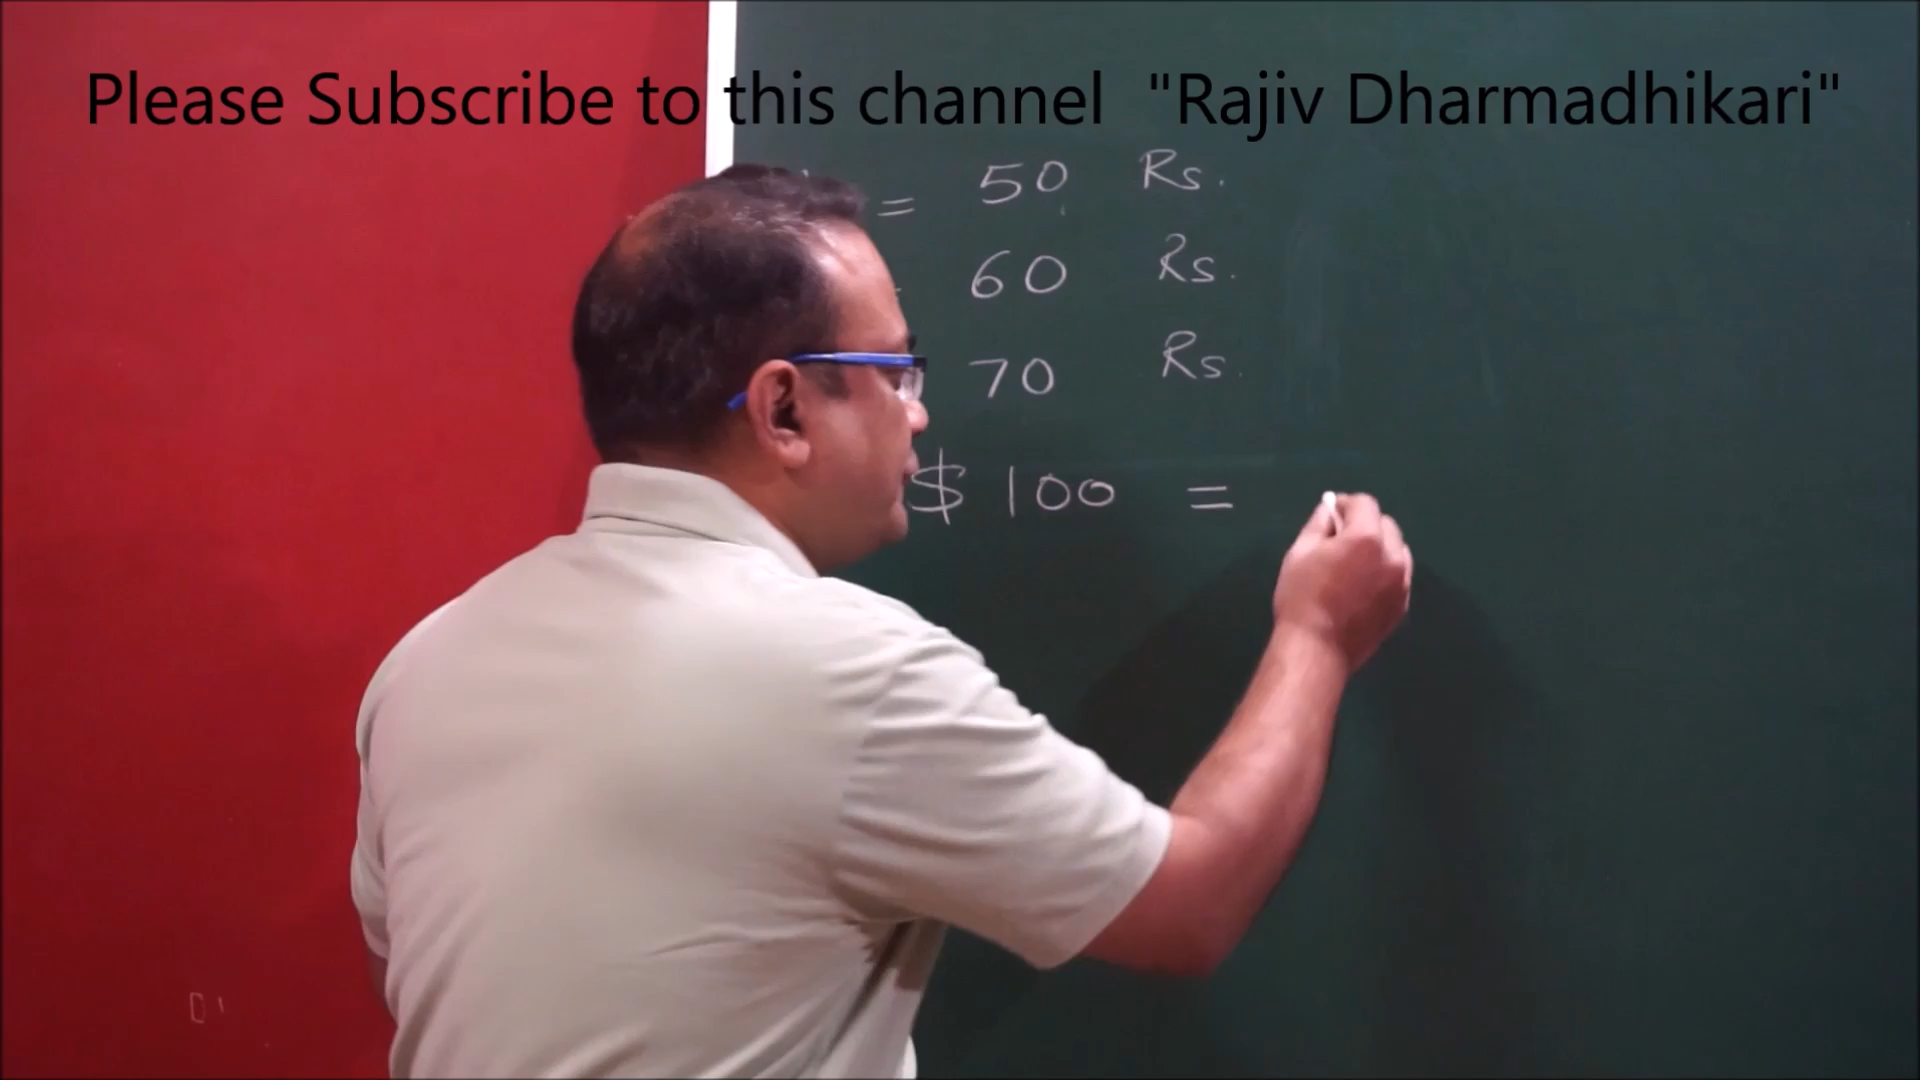 Please Subscribe to this channel "Rajiv Dharmadhikari"
= 50 Rs.
60 Rs.
70 Rs.
$ 100 =